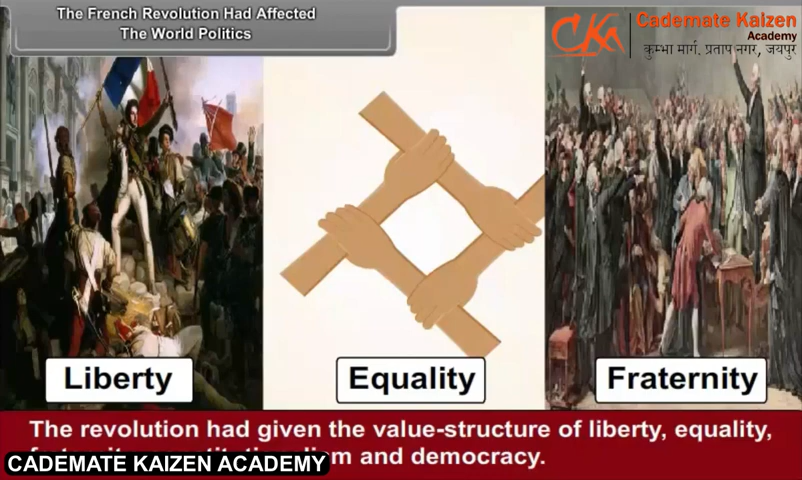 The French Revolution Had Affected
The World Politics
CKA
Cademate Kaizen
Academy
कुम्भा मार्ग, प्रताप नगर, जयपुर
Liberty
Equality
Fraternity
The revolution had given the value-structure of liberty, equality,
and democracy.
CADEMATE KAIZEN ACADEMY